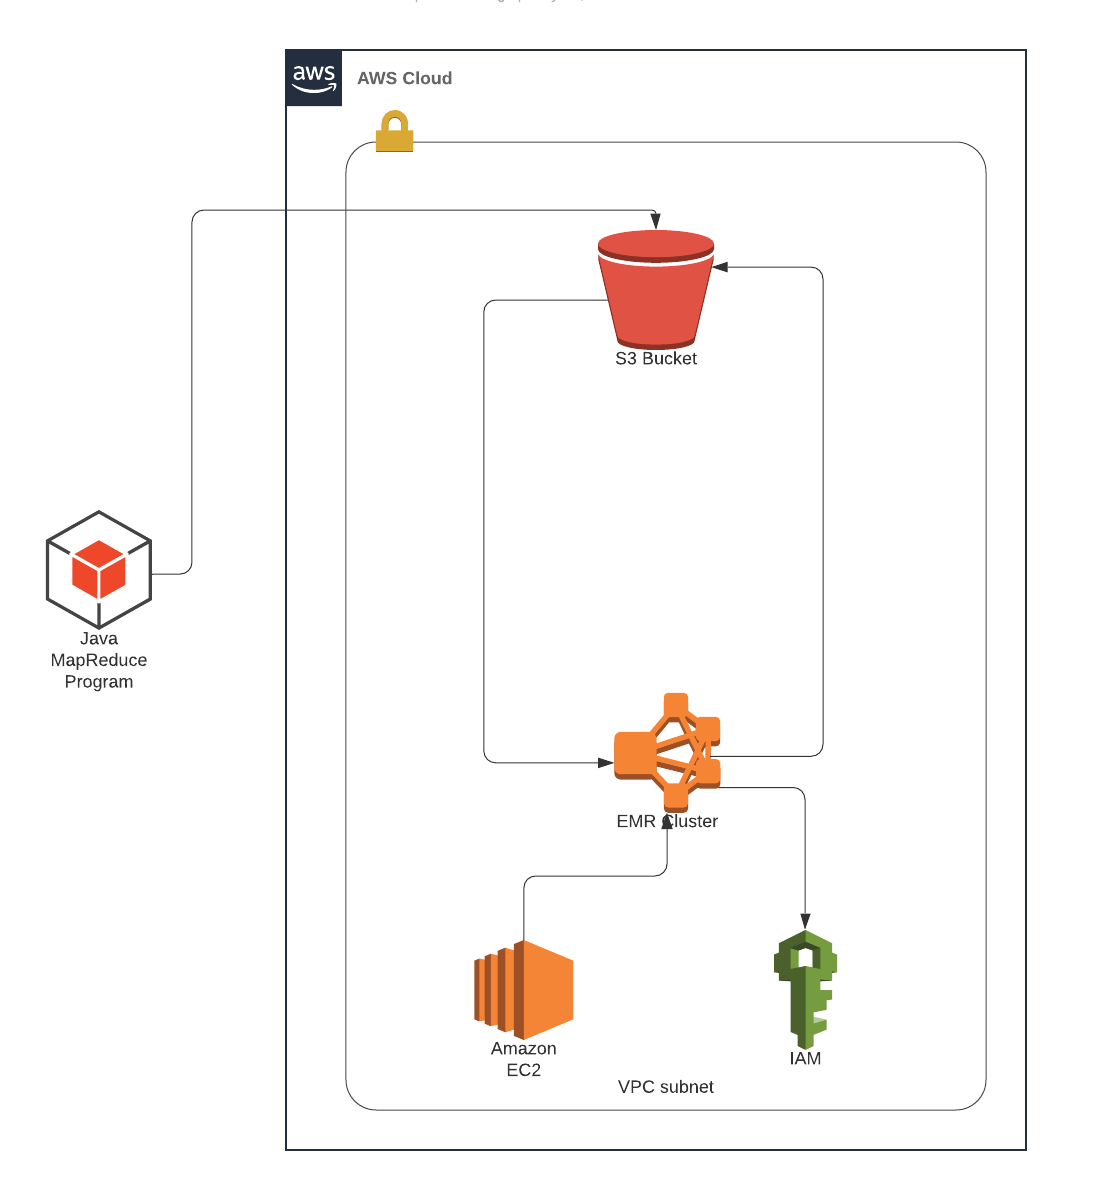 aws
AWS Cloud
S3 Bucket
Java
MapReduce
Program
EMR Cluster
Amazon
EC2
IAM
VPC subnet